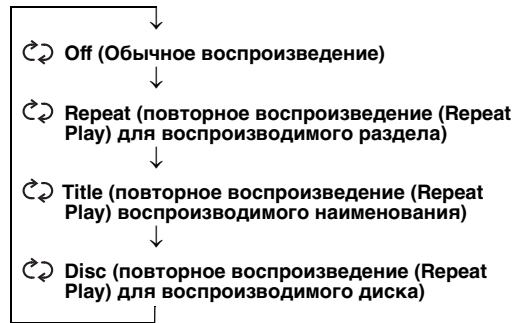 Off (Обычное воспроизведение)
Repeat (повторное воспроизведение (Repeat
Play) для воспроизводимого раздела)
Title (повторное воспроизведение (Repeat
Play) воспроизводимого наименования)
Disc (повторное воспроизведение (Repeat
Play) для воспроизводимого диска)